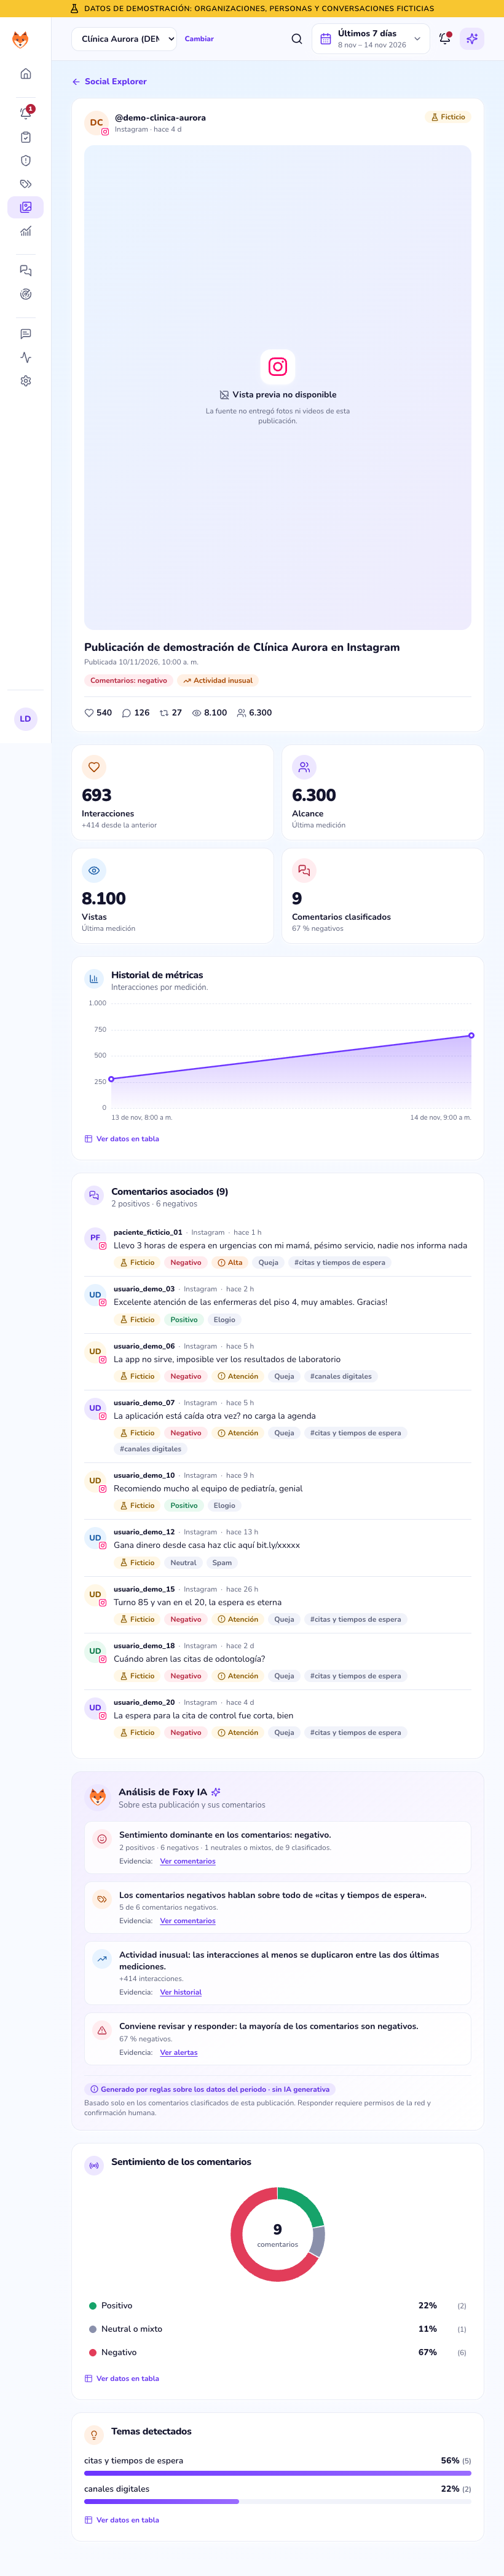 DATOS DE DEMOSTRACIÓN: ORGANIZACIONES, PERSONAS Y CONVERSACIONES FICTICIAS
Clínica Aurora (DEM
Cambiar
Últimos 7 días
8 nov – 14 nov 2026
1
LD
Social Explorer
DC
@demo-clinica-aurora
Instagram · hace 4 d
Ficticio
Vista previa no disponible
La fuente no entregó fotos ni videos de esta
publicación.
Publicación de demostración de Clínica Aurora en Instagram
Publicada 10/11/2026, 10:00 a. m.
Comentarios: negativo
Actividad inusual
540 126 27 8.100 6.300
693
Interacciones
+414 desde la anterior
6.300
Alcance
Última medición
8.100
Vistas
Última medición
9
Comentarios clasificados
67 % negativos
Historial de métricas
Interacciones por medición.
1.000
750
500
250
0
13 de nov, 8:00 a. m.
14 de nov, 9:00 a. m.
Ver datos en tabla
Comentarios asociados (9)
2 positivos · 6 negativos
PF
paciente_ficticio_01 · Instagram · hace 1 h
Llevo 3 horas de espera en urgencias con mi mamá, pésimo servicio, nadie nos informa nada
Ficticio Negativo Alta Queja #citas y tiempos de espera
UD
usuario_demo_03 · Instagram · hace 2 h
Excelente atención de las enfermeras del piso 4, muy amables. Gracias!
Ficticio Positivo Elogio
UD
usuario_demo_06 · Instagram · hace 5 h
La app no sirve, imposible ver los resultados de laboratorio
Ficticio Negativo Atención Queja #canales digitales
UD
usuario_demo_07 · Instagram · hace 5 h
La aplicación está caída otra vez? no carga la agenda
Ficticio Negativo Atención Queja #citas y tiempos de espera
#canales digitales
UD
usuario_demo_10 · Instagram · hace 9 h
Recomiendo mucho al equipo de pediatría, genial
Ficticio Positivo Elogio
UD
usuario_demo_12 · Instagram · hace 13 h
Gana dinero desde casa haz clic aquí bit.ly/xxxxx
Ficticio Neutral Spam
UD
usuario_demo_15 · Instagram · hace 26 h
Turno 85 y van en el 20, la espera es eterna
Ficticio Negativo Atención Queja #citas y tiempos de espera
UD
usuario_demo_18 · Instagram · hace 2 d
Cuándo abren las citas de odontología?
Ficticio Negativo Atención Queja #citas y tiempos de espera
UD
usuario_demo_20 · Instagram · hace 4 d
La espera para la cita de control fue corta, bien
Ficticio Negativo Atención Queja #citas y tiempos de espera
Análisis de Foxy IA
Sobre esta publicación y sus comentarios
Sentimiento dominante en los comentarios: negativo.
2 positivos · 6 negativos · 1 neutrales o mixtos, de 9 clasificados.
Evidencia: Ver comentarios
Los comentarios negativos hablan sobre todo de «citas y tiempos de espera».
5 de 6 comentarios negativos.
Evidencia: Ver comentarios
Actividad inusual: las interacciones al menos se duplicaron entre las dos últimas
mediciones.
+414 interacciones.
Evidencia: Ver historial
Conviene revisar y responder: la mayoría de los comentarios son negativos.
67 % negativos.
Evidencia: Ver alertas
Generado por reglas sobre los datos del periodo · sin IA generativa
Basado solo en los comentarios clasificados de esta publicación. Responder requiere permisos de la red y
confirmación humana.
Sentimiento de los comentarios
9
comentarios
Positivo 22% (2)
Neutral o mixto 11% (1)
Negativo 67% (6)
Ver datos en tabla
Temas detectados
citas y tiempos de espera 56% (5)
canales digitales 22% (2)
Ver datos en tabla